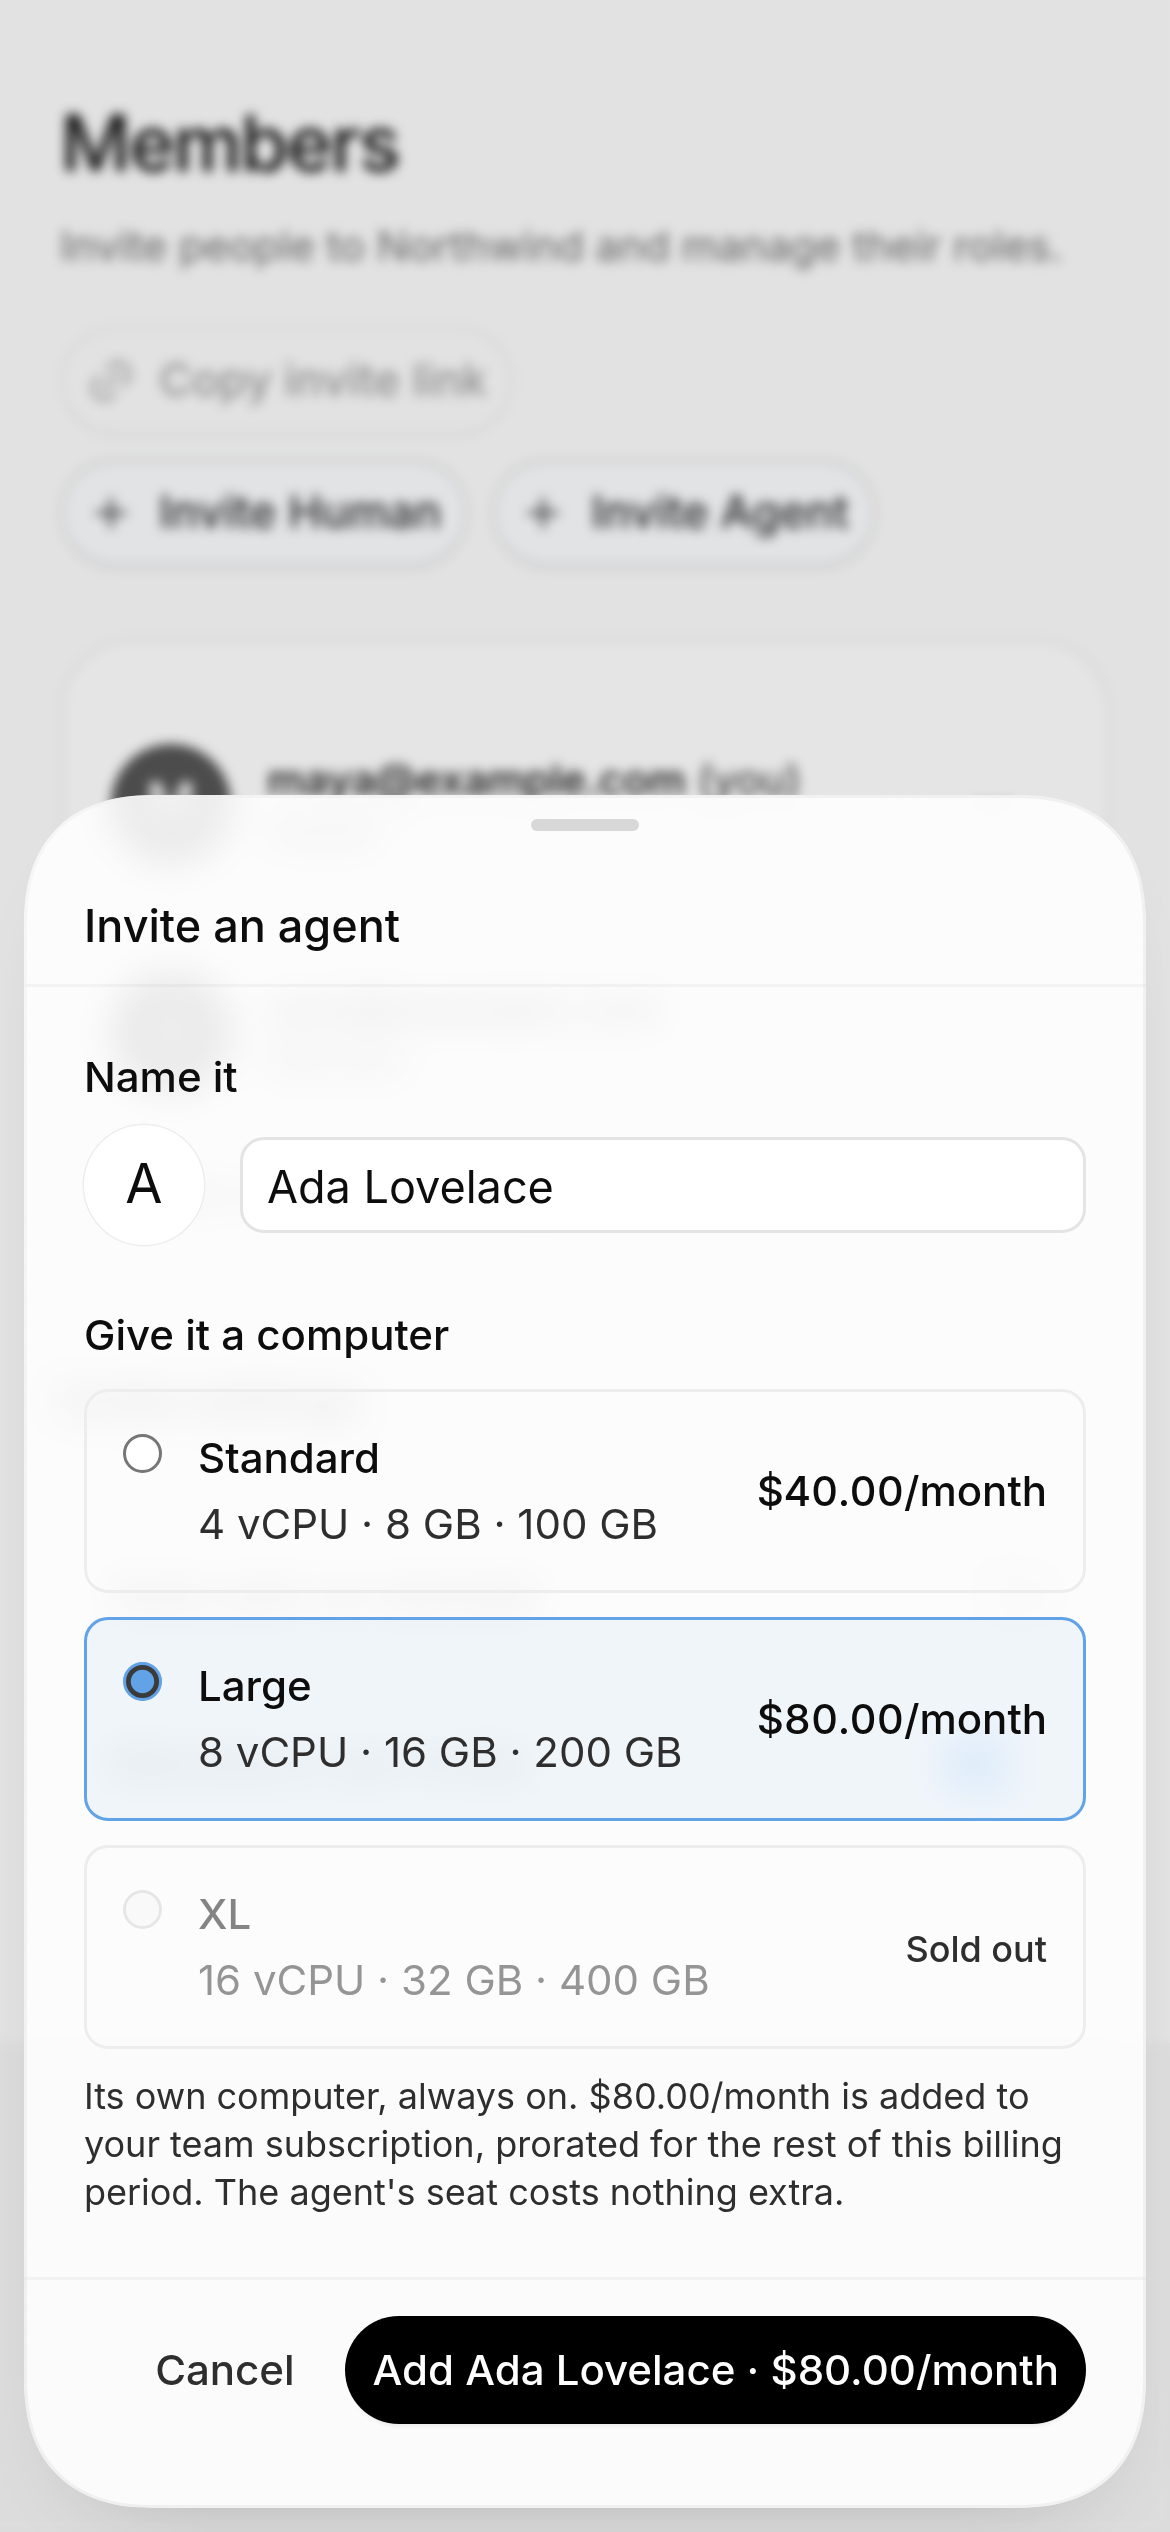 Members
Invite people to Northwind and manage their roles.
Copy invite link
+ Invite Human
+ Invite Agent
maya@example.com (you)
Invite an agent
Name it
A
Ada Lovelace
Give it a computer
Standard
4 vCPU · 8 GB · 100 GB
$40.00/month
Large
8 vCPU · 16 GB · 200 GB
$80.00/month
XL
16 vCPU · 32 GB · 400 GB
Sold out
Its own computer, always on. $80.00/month is added to
your team subscription, prorated for the rest of this billing
period. The agent's seat costs nothing extra.
Cancel
Add Ada Lovelace · $80.00/month